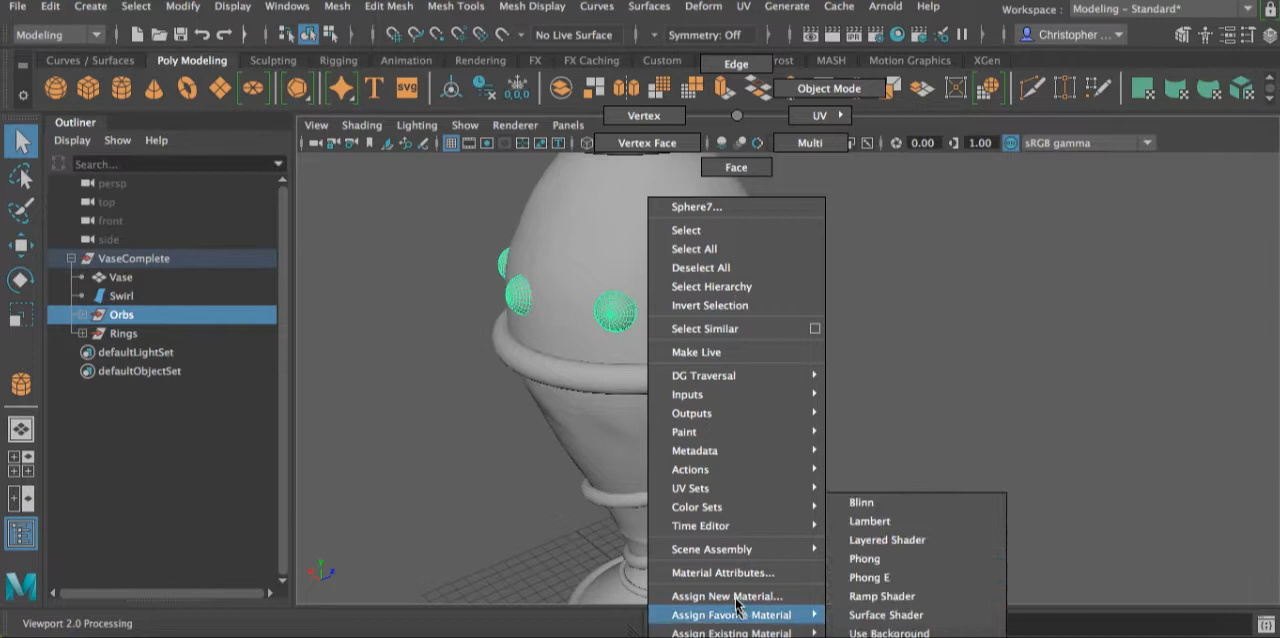 File Edit Create Select Modify Display Windows Mesh Edit Mesh Mesh Tools Mesh Display Curves Surfaces Deform UV Generate Cache Arnold Help Workspace : Modeling - Standard*
Modeling No Live Surface Symmetry: Off Christopher ...
Curves / Surfaces Poly Modeling Sculpting Rigging Animation Rendering FX FX Caching Custom Edge MASH Motion Graphics XGen
T SVG 0,0,0 Object Mode
Vertex UV
Outliner
View Shading Lighting Show Renderer Panels
Display Show Help
Vertex Face Multi 0.00 1.00 sRGB gamma
Search... Face
persp
top
front
side
VaseComplete
Vase
Swirl
Orbs
Rings
defaultLightSet
defaultObjectSet
Sphere7...
Select
Select All
Deselect All
Select Hierarchy
Invert Selection
Select Similar
Make Live
DG Traversal
Inputs
Outputs
Paint
Metadata
Actions
UV Sets
Color Sets
Time Editor
Scene Assembly
Material Attributes...
Assign New Material...
Assign Material
Assign Existing Material
Blinn
Lambert
Layered Shader
Phong
Phong E
Ramp Shader
Surface Shader
Use Background
Viewport 2.0 Processing